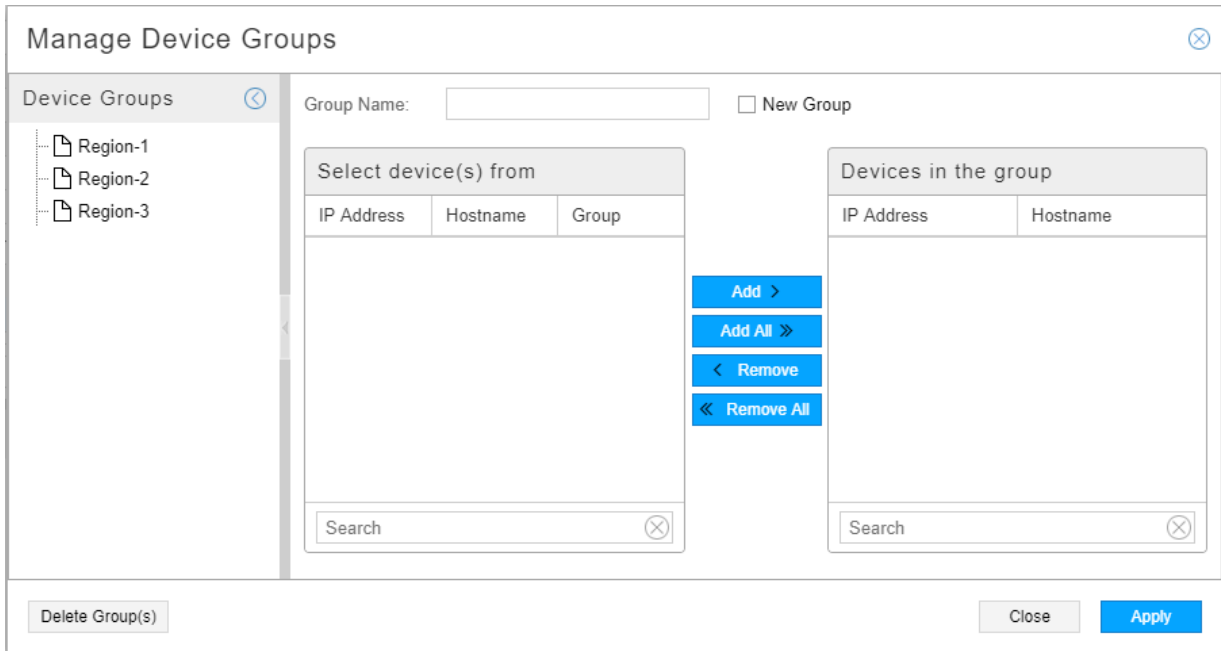 Manage Device Groups
Device Groups
Region-1
Region-2
Region-3
Group Name:
New Group
Select device(s) from
IP Address Hostname Group
Search
Add
Add All
Remove
Remove All
Devices in the group
IP Address Hostname
Search
Delete Group(s)
Close
Apply